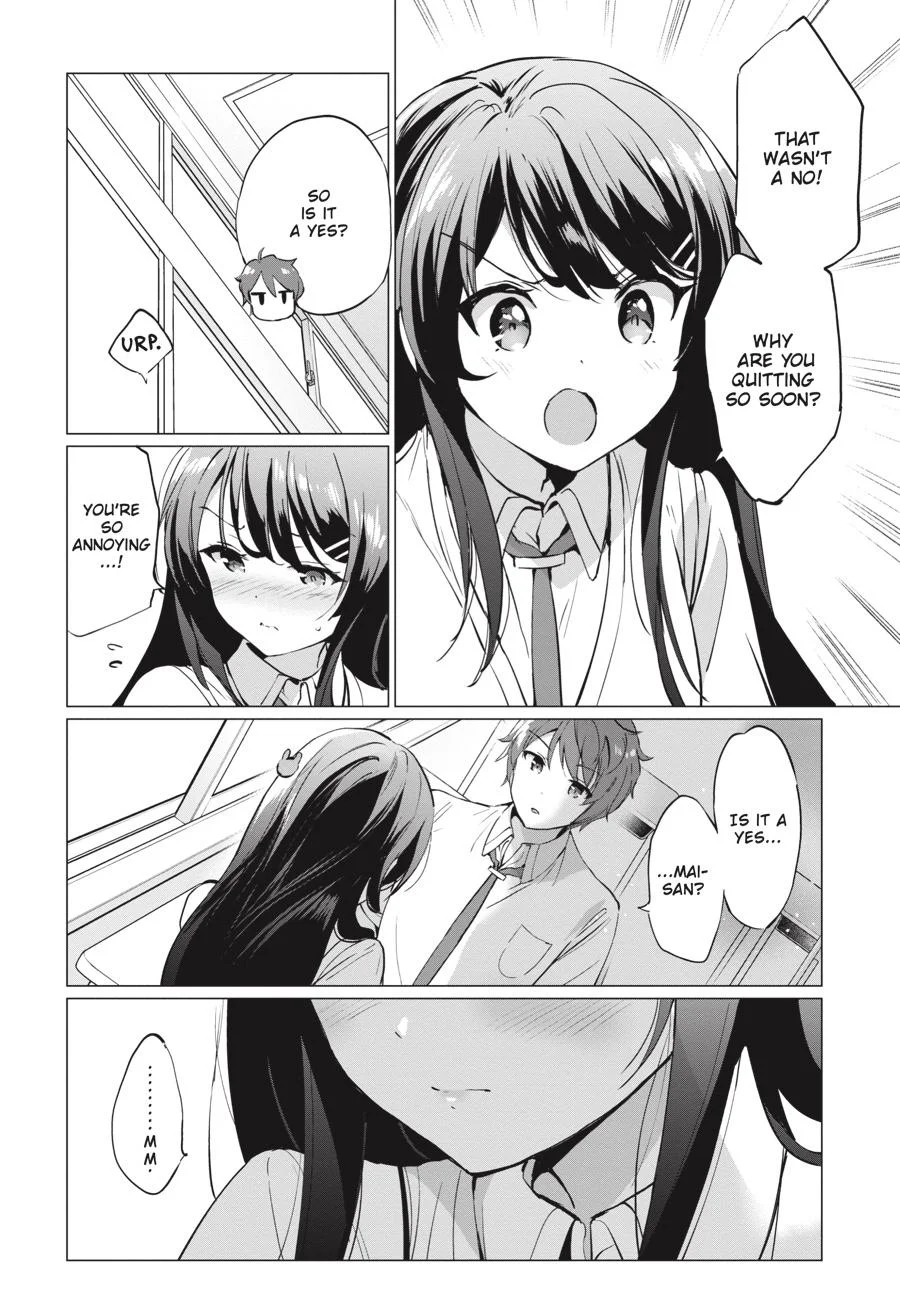 THAT
WASN'T
A NO!
WHY
ARE YOU
QUITTING
SO SOON?
SO
IS IT
A YES?
URP.
YOU'RE
SO
ANNOYING
...!
IS IT A
YES...
...MAI-
SAN?
.........MM.